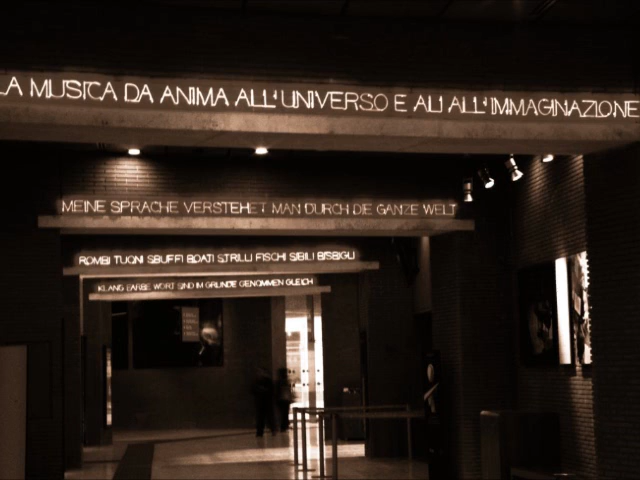 LA MUSICA DA ANIMA ALL'UNIVERSO E ALI ALL'IMMAGINAZIONE
MEINE SPRACHE VERSTEHET MAN DURCH DIE GANZE WELT
ROMBI TUONI SBUFFI BOATI STRILLI FISCHI SIBILI BISBIGLI
KLANG FARBE WORT SIND IM GRUNDE GENOMMEN GLEICH